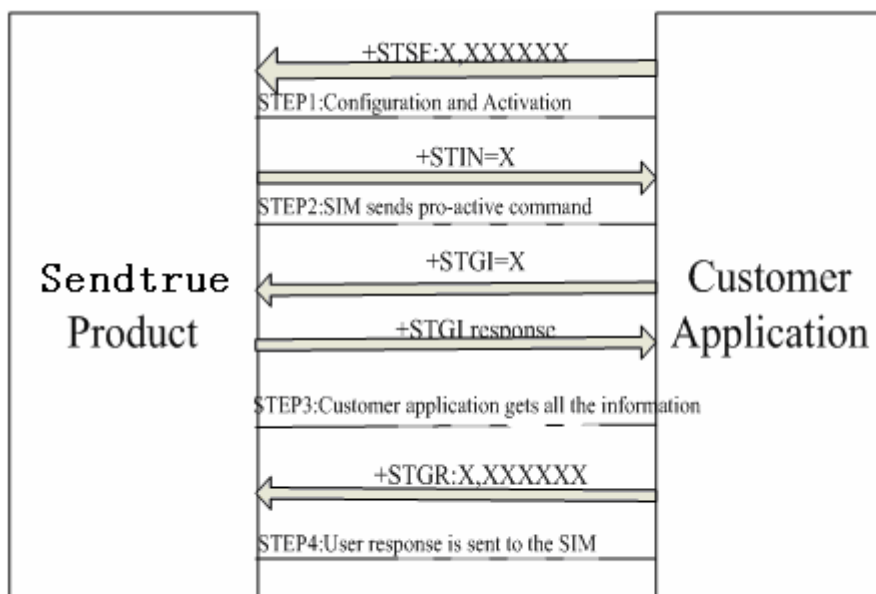 +STSF:X,XXXXXX
STEP1:Configuration and Activation
+STIN=X
STEP2:SIM sends pro-active command
+STGI=X
Sendtrue
Product
Customer
Application
+STGI response
STEP3:Customer application gets all the information
+STGR:X,XXXXXX
STEP4:User response is sent to the SIM